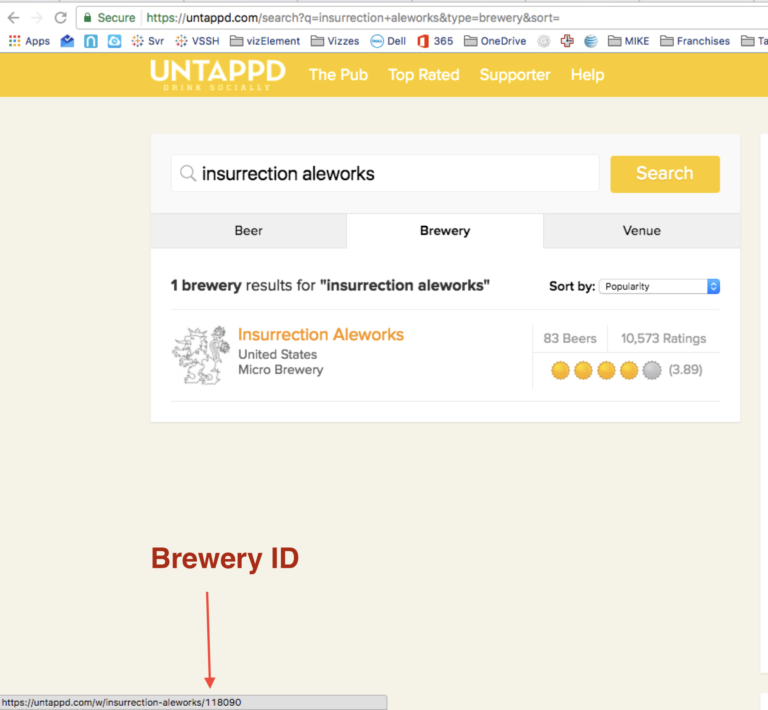 Secure https://untappd.com/search?q=insurrection+aleworks&type=brewery&sort=
Apps Svr VSSH vizElement Vizzes Dell 365 OneDrive MIKE Franchises Ta
UNTAPPD The Pub Top Rated Supporter Help
DRINK SOCIALLY
insurrection aleworks Search
Beer Brewery Venue
1 brewery results for "insurrection aleworks" Sort by: Popularity
Insurrection Aleworks 83 Beers 10,573 Ratings
United States
Micro Brewery (3.89)
Brewery ID
https://untappd.com/w/insurrection-aleworks/118090